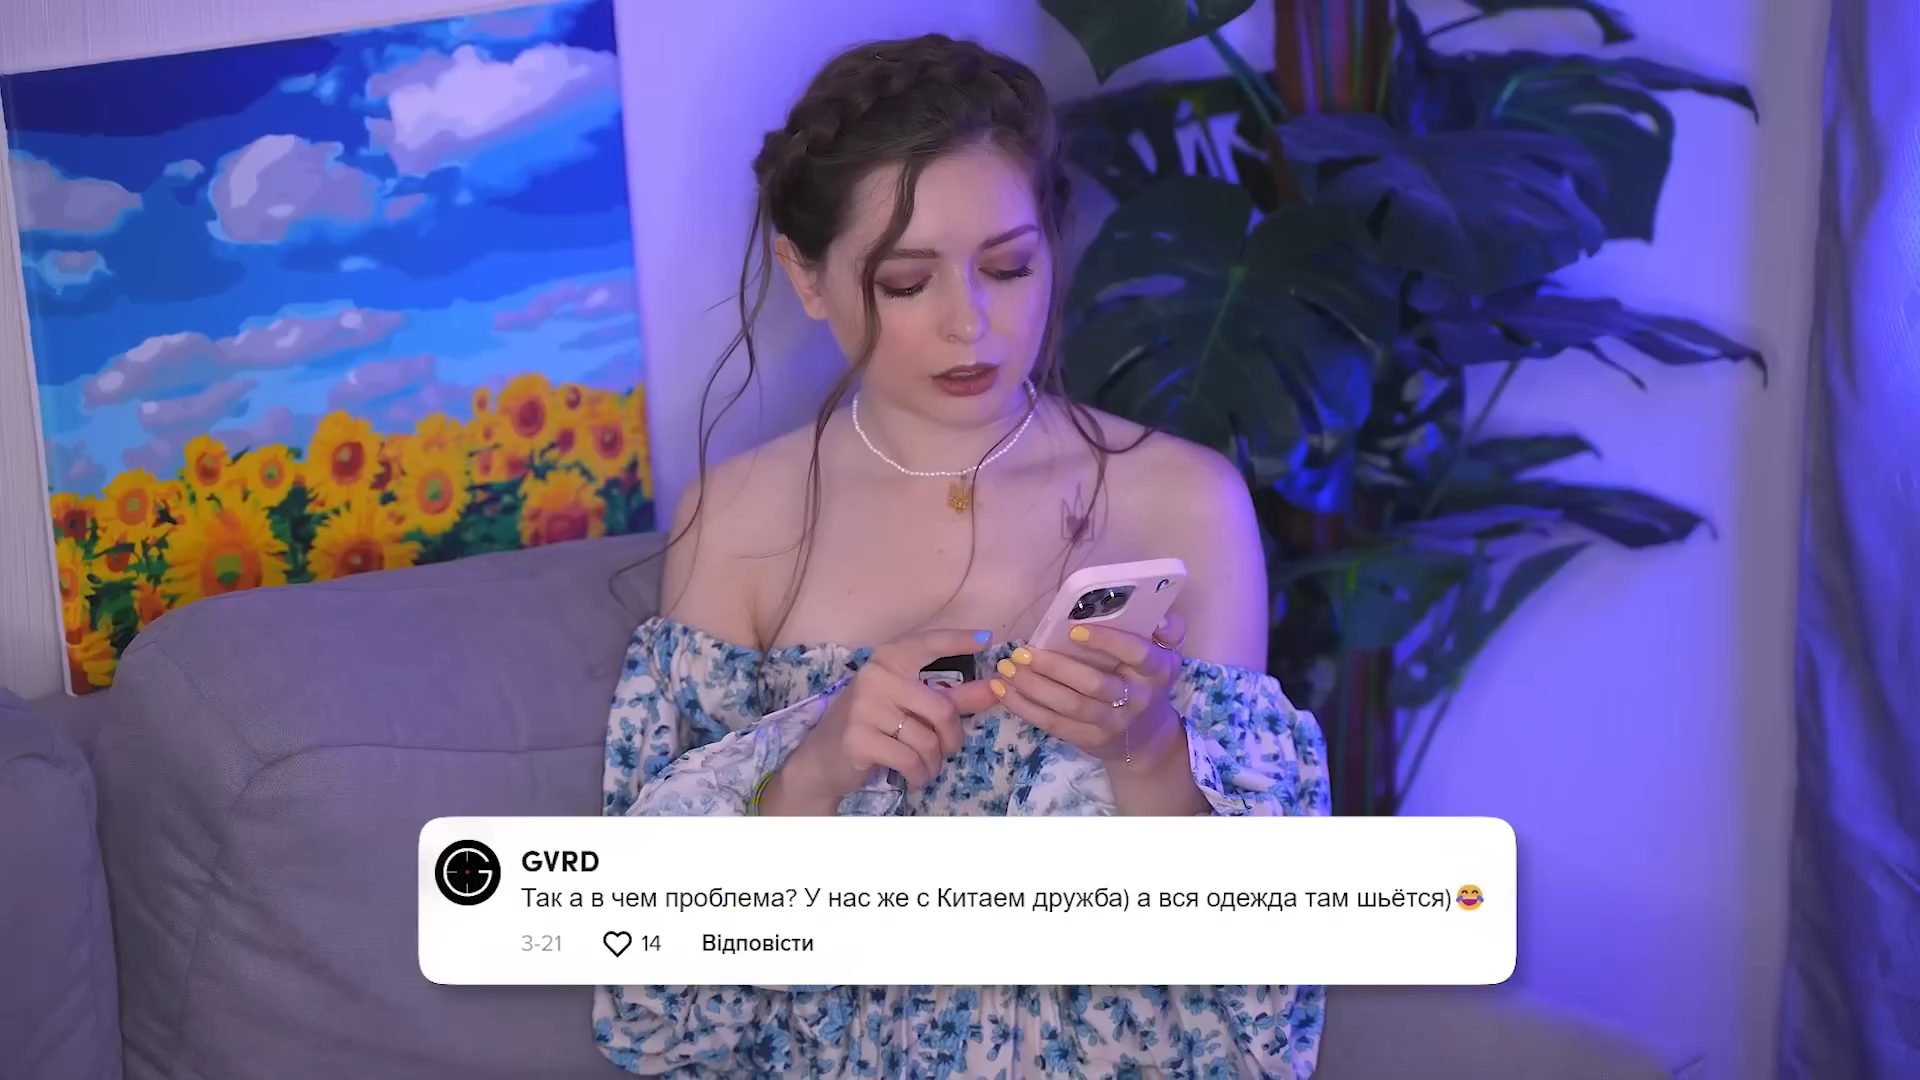 GVRD
Так а в чем проблема? У нас же с Китаем дружба) а вся одежда там шьётся)😂
3-21 14 Відповісти